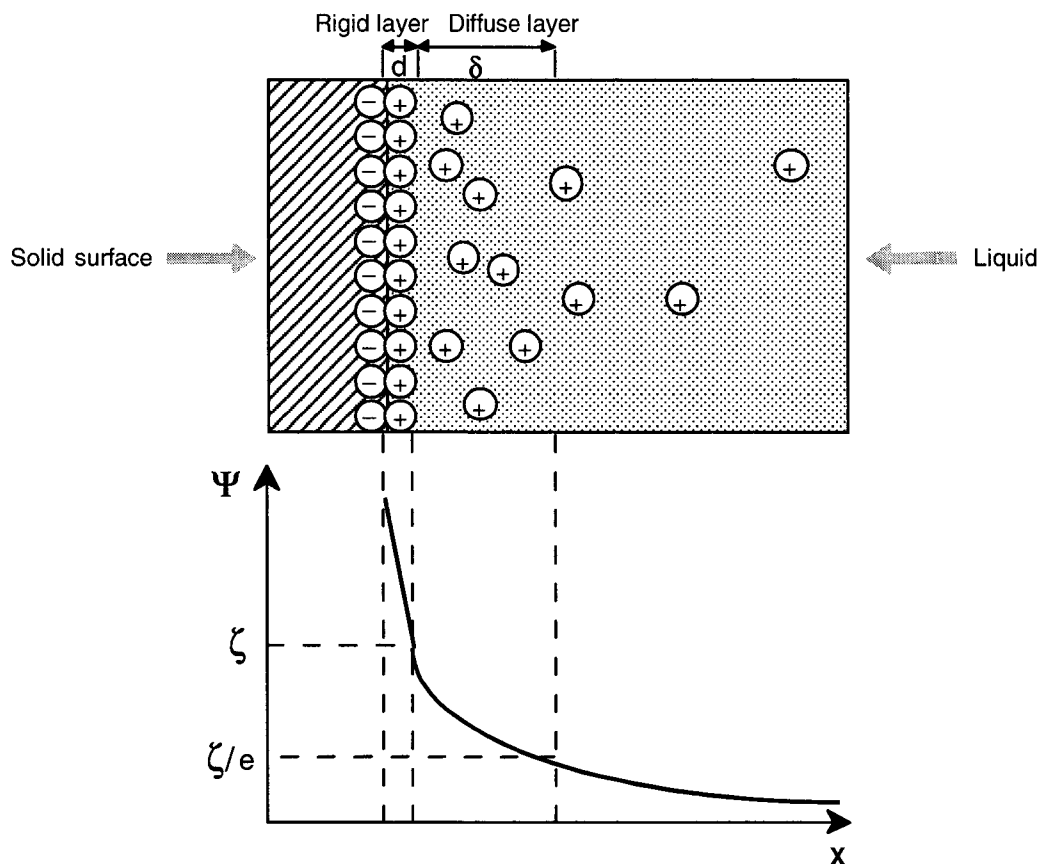 Rigid layer Diffuse layer
d δ
− + +
− +
− + + + +
− + +
− +
− + + +
− + + +
− + + +
− +
− + +
Solid surface Liquid
Ψ
ζ
ζ/e
x